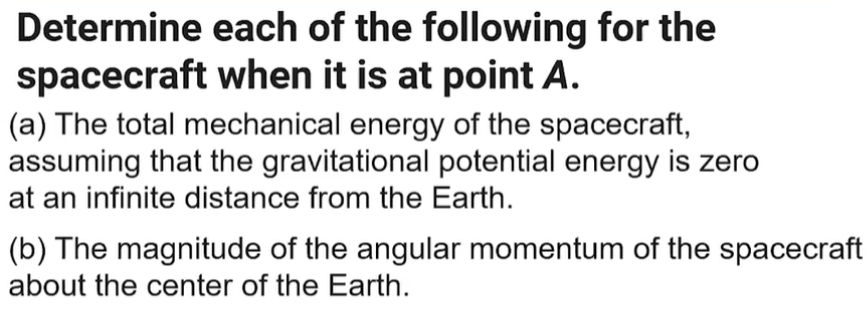 Determine each of the following for the
spacecraft when it is at point A.
(a) The total mechanical energy of the spacecraft,
assuming that the gravitational potential energy is zero
at an infinite distance from the Earth.
(b) The magnitude of the angular momentum of the spacecraft
about the center of the Earth.